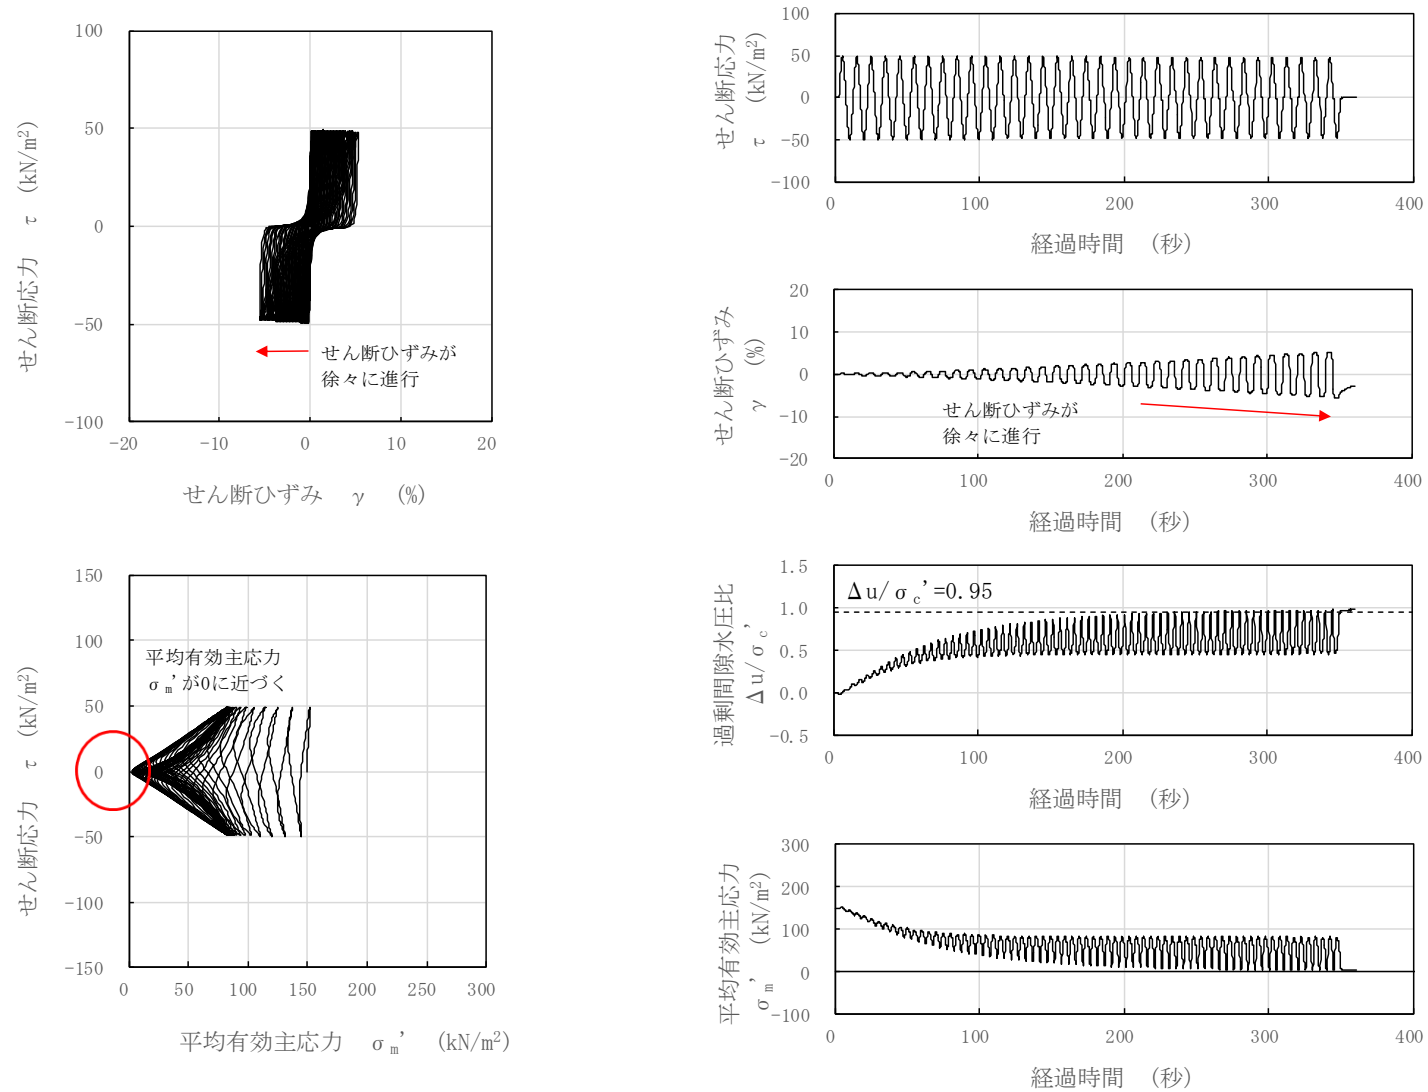 100
50
0
-50
-100
-20
-10
0
10
20
せん断応力 τ (kN/m²)
せん断ひずみ γ (%)
せん断ひずみが
徐々に進行
100
50
0
-50
-100
0
100
200
300
400
せん断応力
τ (kN/m²)
経過時間 (秒)
20
10
0
-10
-20
0
100
200
300
400
せん断ひずみ
γ (%)
せん断ひずみが
徐々に進行
経過時間 (秒)
150
100
50
0
-50
-100
-150
0
50
100
150
200
250
300
せん断応力 τ (kN/m²)
平均有効主応力
σm'が0に近づく
平均有効主応力 σm' (kN/m²)
1.5
1.0
0.5
0.0
-0.5
0
100
200
300
400
過剰間隙水圧比
Δu/σc'
Δu/σc'=0.95
経過時間 (秒)
300
200
100
0
-100
0
100
200
300
400
平均有効主応力
σm' (kN/m²)
経過時間 (秒)